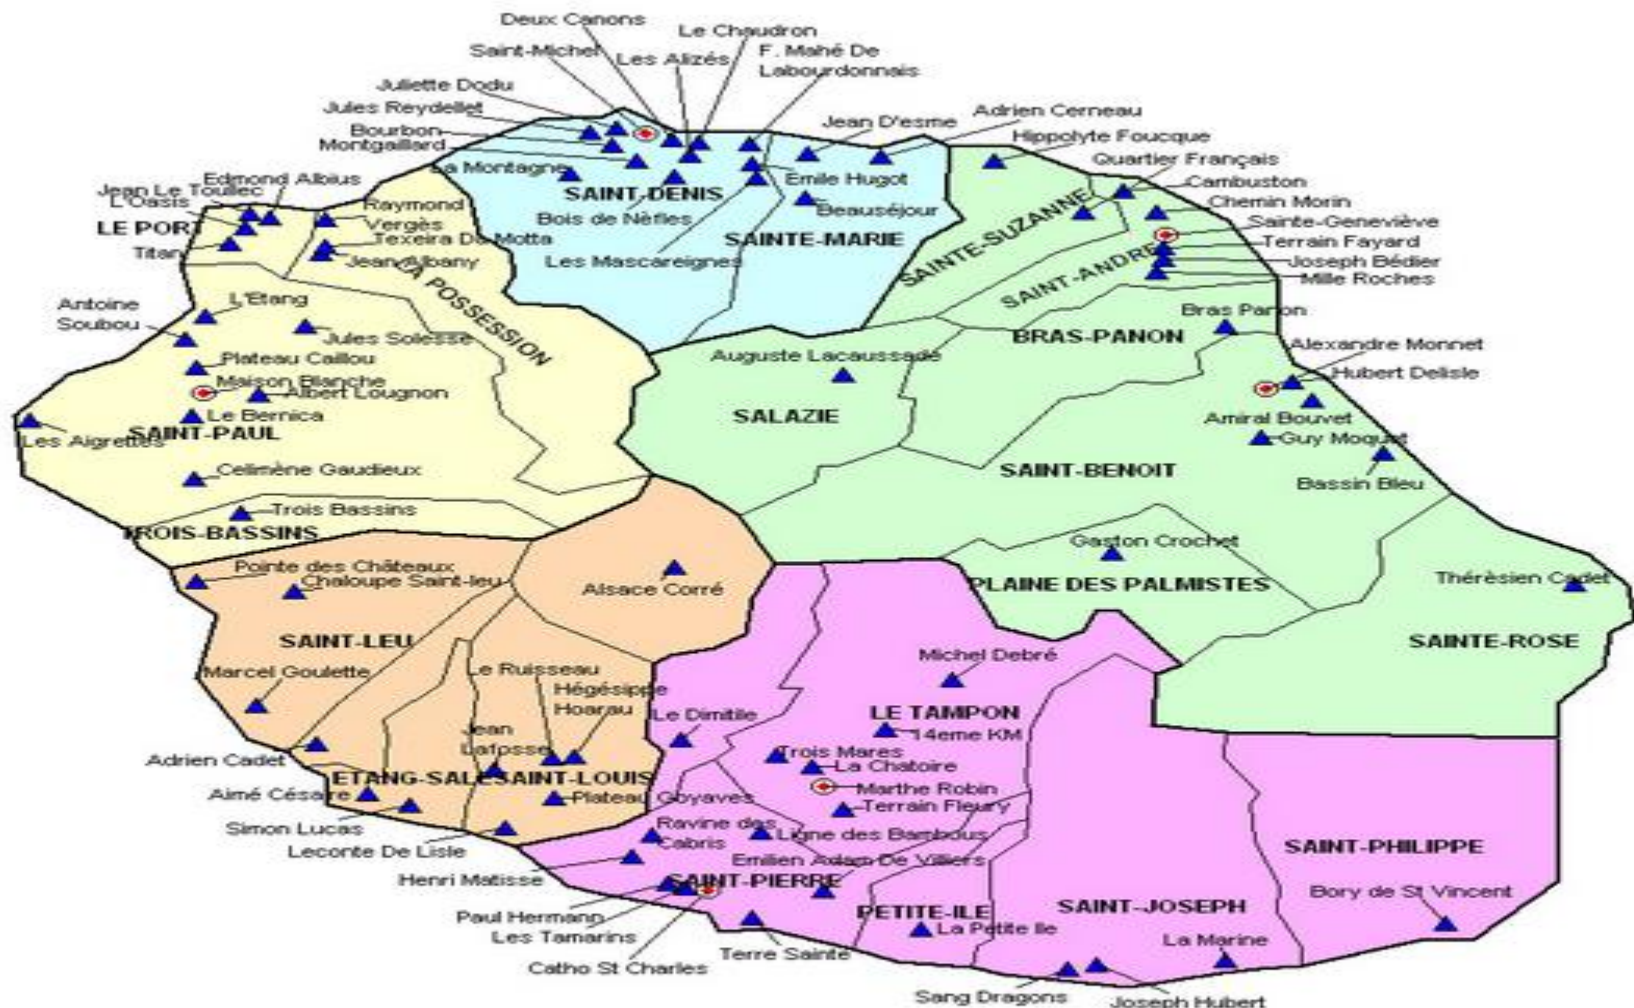 Deux Canons
Saint-Michel
Le Chaudron
Les Alizés
F. Mahé De
Labourdonnais
Juliette Dodu
Jules Reydellet
Bourbon
Montgaillard
La Montagne
Jean D'esme
Adrien Cerneau
Hippolyte Foucque
Quartier Français
Cambuston
Chemin Morin
Sainte-Geneviève
Terrain Fayard
Joseph Bédier
Mille Roches
Edmond Albius
Jean Le Toullec
L'Oasis
LE PORT
Titan
Raymond
Vergès
Texeira Da Motta
Jean Albany
LA POSSESSION
SAINT-DENIS
Bois de Nèfles
Les Mascareignes
Emile Hugot
Beauséjour
SAINTE-MARIE
SAINTE-SUZANNE
SAINT-ANDRE
Antoine
Soubou
L'Etang
Jules Solesse
Plateau Caillou
Maison Blanche
Albert Lougnon
Le Bernica
SAINT-PAUL
Les Aigrettes
Celimène Gaudieux
Trois Bassins
TROIS-BASSINS
Auguste Lacaussade
SALAZIE
Bras Panon
BRAS-PANON
Alexandre Monnet
Hubert Delisle
Amiral Bouvet
Guy Moquet
SAINT-BENOIT
Bassin Bleu
Gaston Crochet
PLAINE DES PALMISTES
Thérèsien Cadet
SAINTE-ROSE
Pointe des Châteaux
Chaloupe Saint-leu
Alsace Corré
SAINT-LEU
Marcel Goulette
Le Ruisseau
Hégésippe
Hoarau
Jean
Lafosse
Adrien Cadet
ETANG-SALE
SAINT-LOUIS
Aimé Césaire
Plateau Goyaves
Simon Lucas
Leconte De Lisle
Michel Debré
Le Dimitile
LE TAMPON
14eme KM
Trois Mares
La Chatoire
Marthe Robin
Terrain Fleury
Ravine des
Cabris
Ligne des Bambous
Emilien Adam De Villiers
Henri Matisse
SAINT-PIERRE
Paul Hermann
Les Tamarins
Catho St Charles
Terre Sainte
PETITE-ILE
La Petite Ile
SAINT-JOSEPH
La Marine
Sang Dragons
Joseph Hubert
SAINT-PHILIPPE
Bory de St Vincent